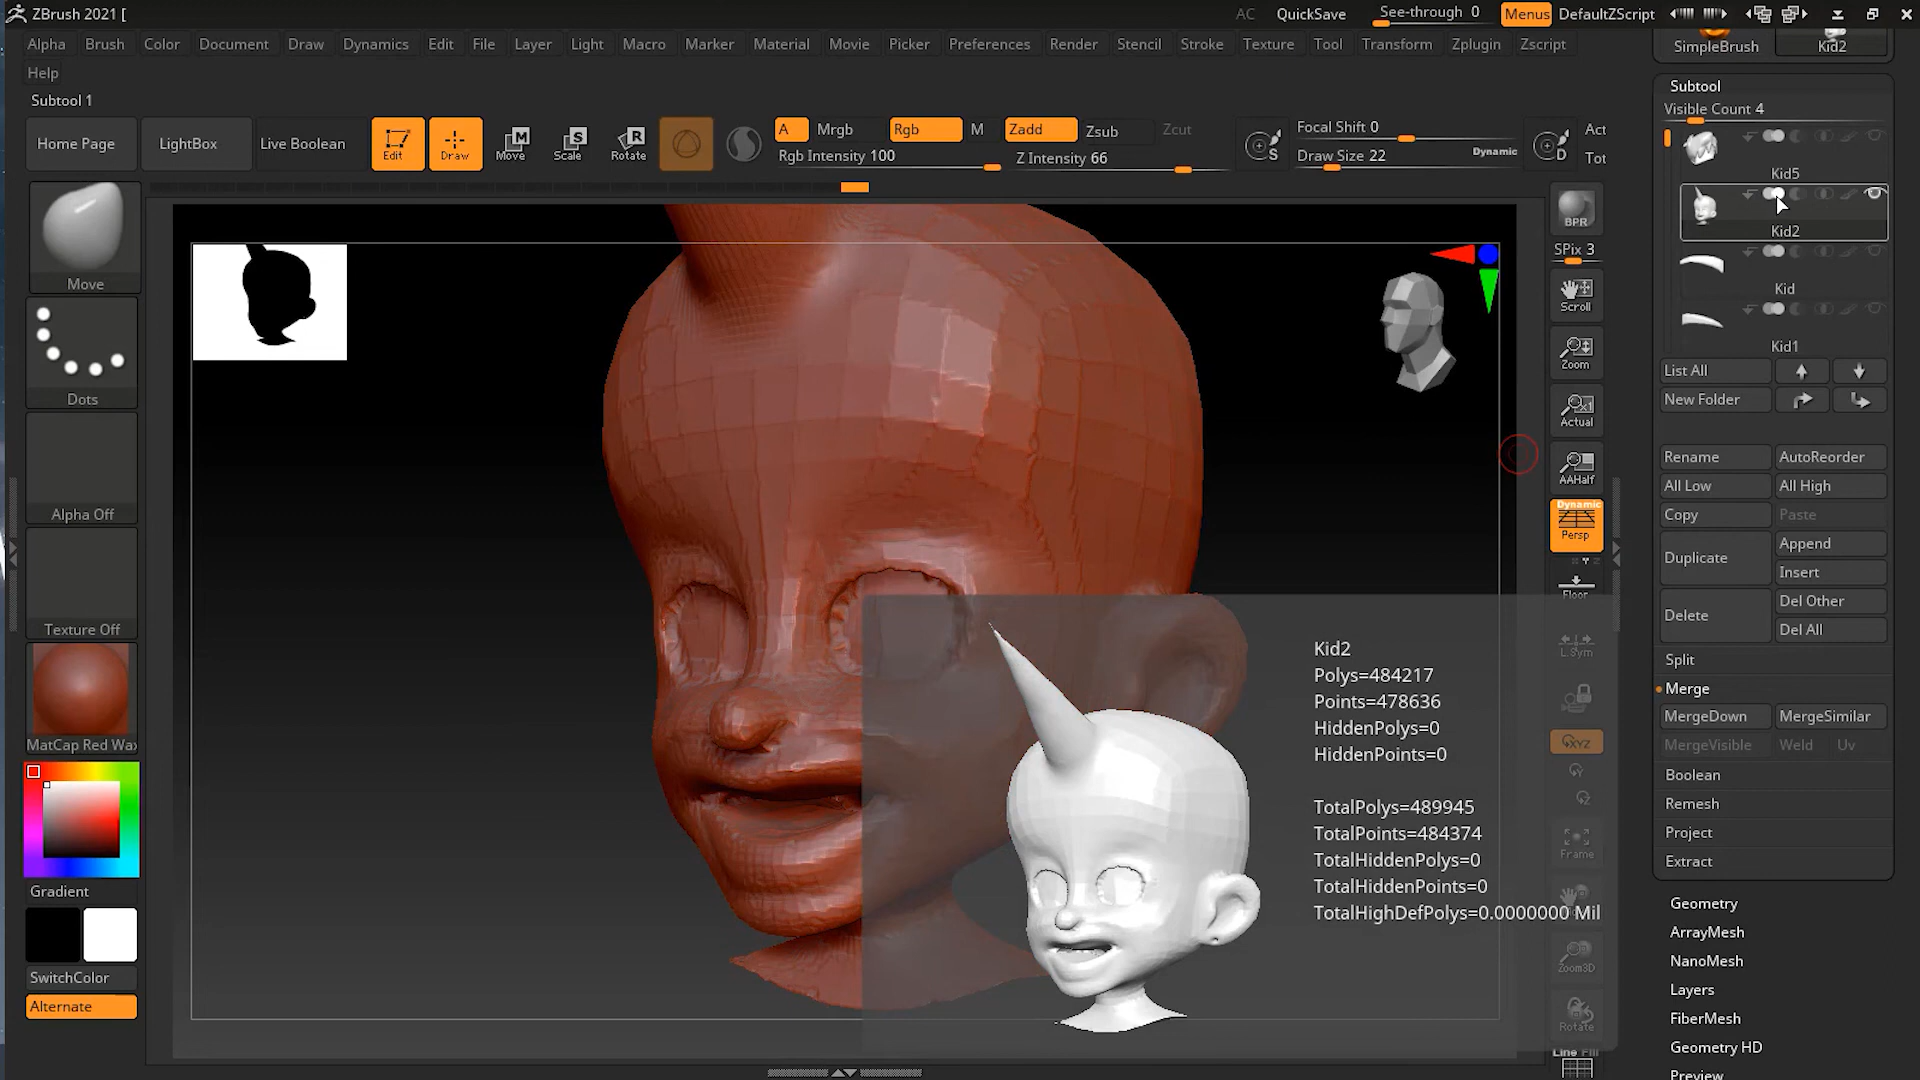 ZBrush 2021 [
AC
QuickSave
See-through 0
Menus
DefaultZScript
Alpha
Brush
Color
Document
Draw
Dynamics
Edit
File
Layer
Light
Macro
Marker
Material
Movie
Picker
Preferences
Render
Stencil
Stroke
Texture
Tool
Transform
Zplugin
Zscript
Help
Subtool 1
Home Page
LightBox
Live Boolean
Edit
Draw
Move
Scale
Rotate
A
Mrgb
Rgb
M
Zadd
Zsub
Zcut
Rgb Intensity 100
Z Intensity 66
Focal Shift 0
Draw Size 22
Dynamic
S
D
Act
Tot
Move
Dots
Alpha Off
Texture Off
MatCap Red Wax
Gradient
SwitchColor
Alternate
BPR
SPix 3
Scroll
Zoom
Actual
AAHalf
Dynamic
Persp
Floor
L.Sym
XYZ
Frame
Zoom3D
Rotate
Line Fill
Kid2
Polys=484217
Points=478636
HiddenPolys=0
HiddenPoints=0
TotalPolys=489945
TotalPoints=484374
TotalHiddenPolys=0
TotalHiddenPoints=0
TotalHighDefPolys=0.0000000 Mil
SimpleBrush
Kid2
Subtool
Visible Count 4
Kid5
Kid2
Kid
Kid1
List All
New Folder
Rename
AutoReorder
All Low
All High
Copy
Paste
Duplicate
Append
Insert
Delete
Del Other
Del All
Split
Merge
MergeDown
MergeSimilar
MergeVisible
Weld
Uv
Boolean
Remesh
Project
Extract
Geometry
ArrayMesh
NanoMesh
Layers
FiberMesh
Geometry HD
Preview